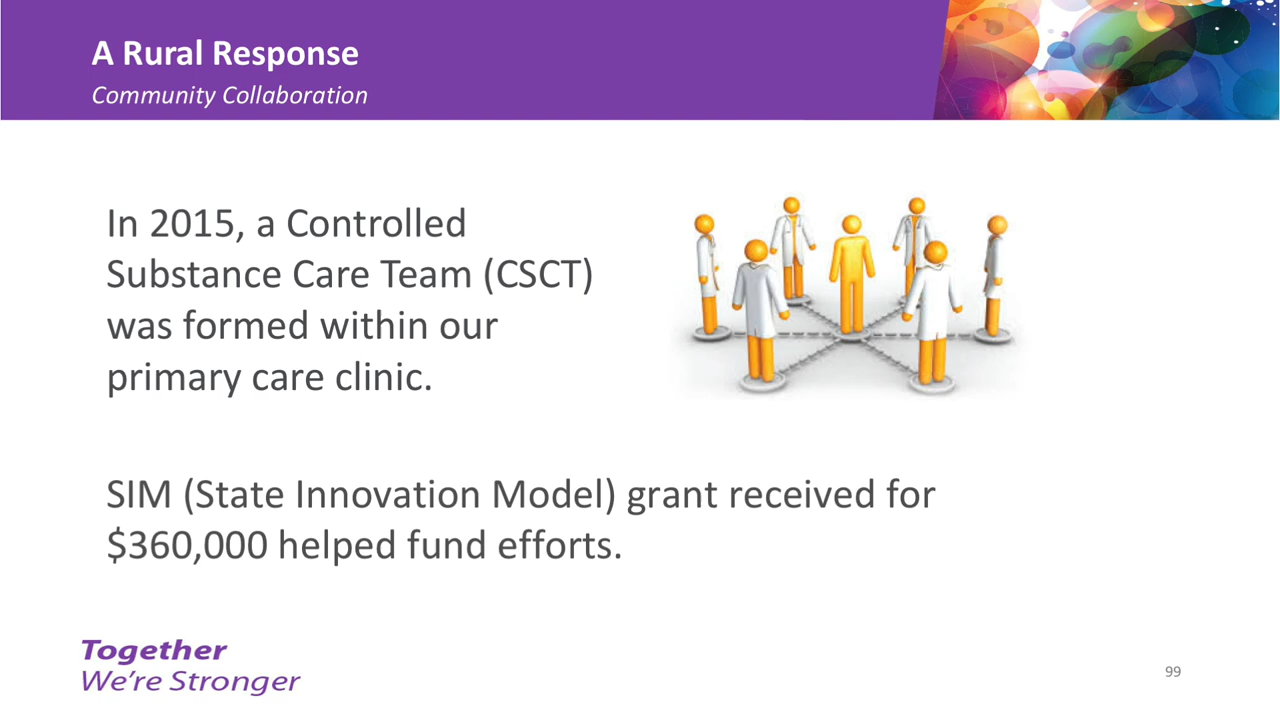 A Rural Response
Community Collaboration
In 2015, a Controlled
Substance Care Team (CSCT)
was formed within our
primary care clinic.
SIM (State Innovation Model) grant received for
$360,000 helped fund efforts.
Together
We're Stronger
99